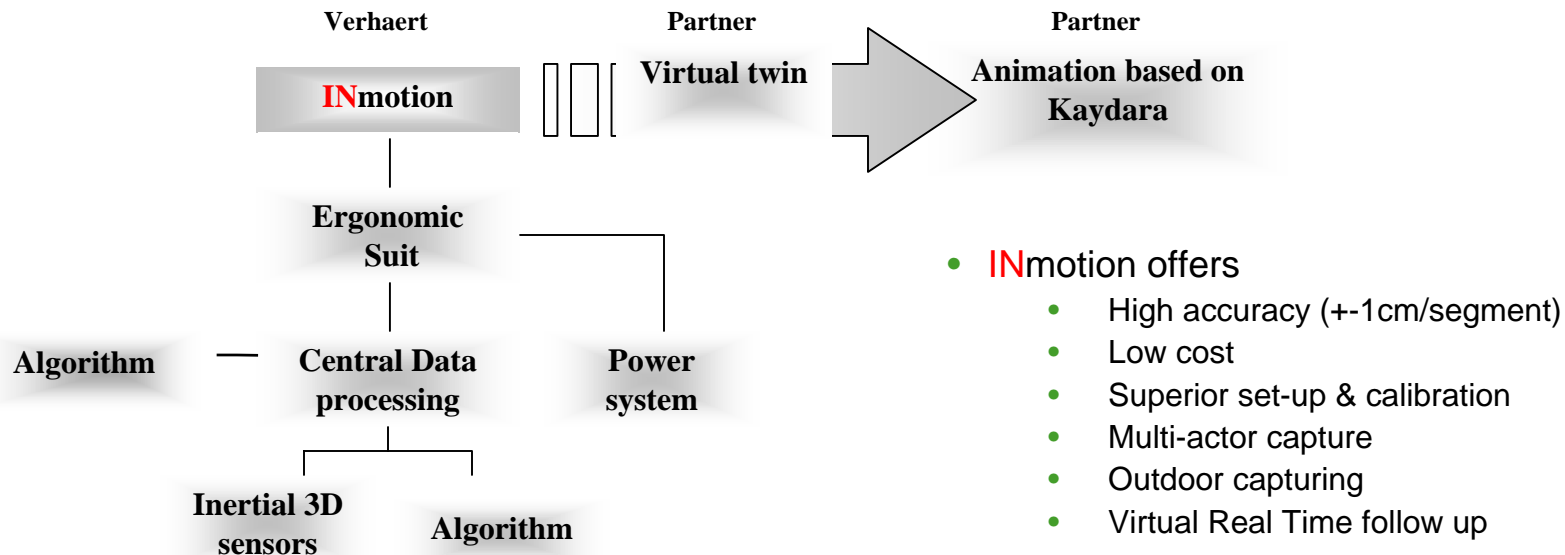 Verhaert
Partner
Partner
INmotion
Virtual twin
Animation based on
Kaydara
Ergonomic
Suit
Algorithm
Central Data
processing
Power
system
Inertial 3D
sensors
Algorithm
• INmotion offers
• High accuracy (+-1cm/segment)
• Low cost
• Superior set-up & calibration
• Multi-actor capture
• Outdoor capturing
• Virtual Real Time follow up